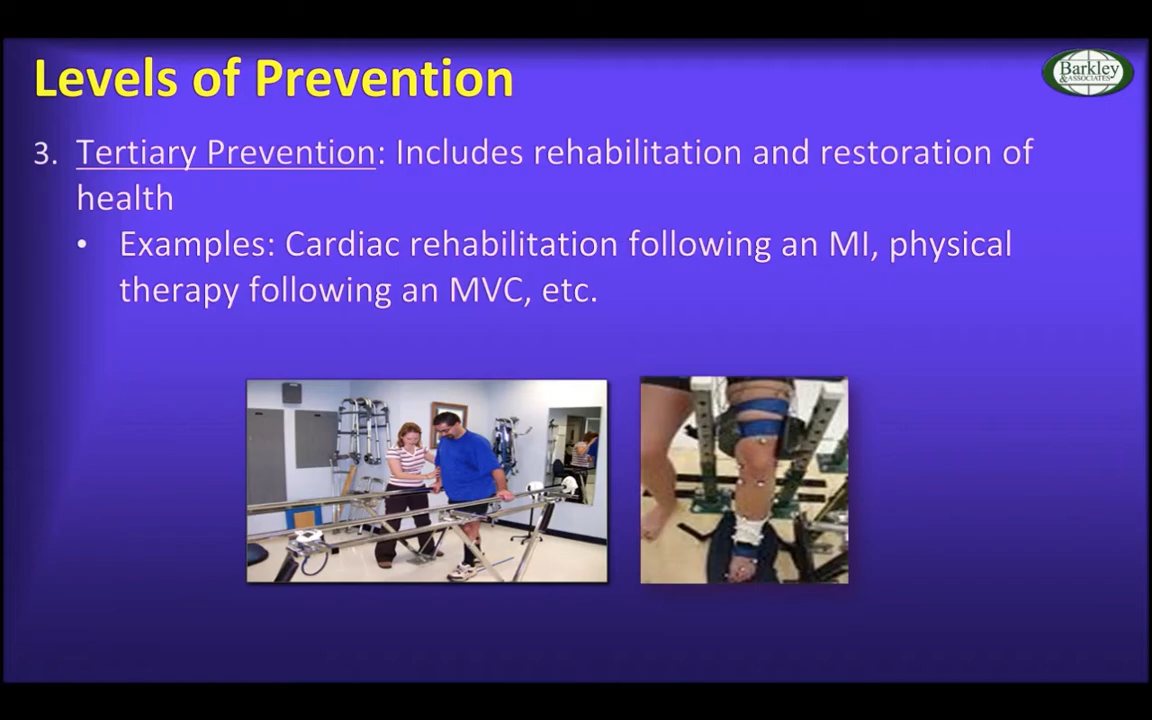 Levels of Prevention
Barkley
& ASSOCIATES
3. Tertiary Prevention: Includes rehabilitation and restoration of
health
• Examples: Cardiac rehabilitation following an MI, physical
therapy following an MVC, etc.